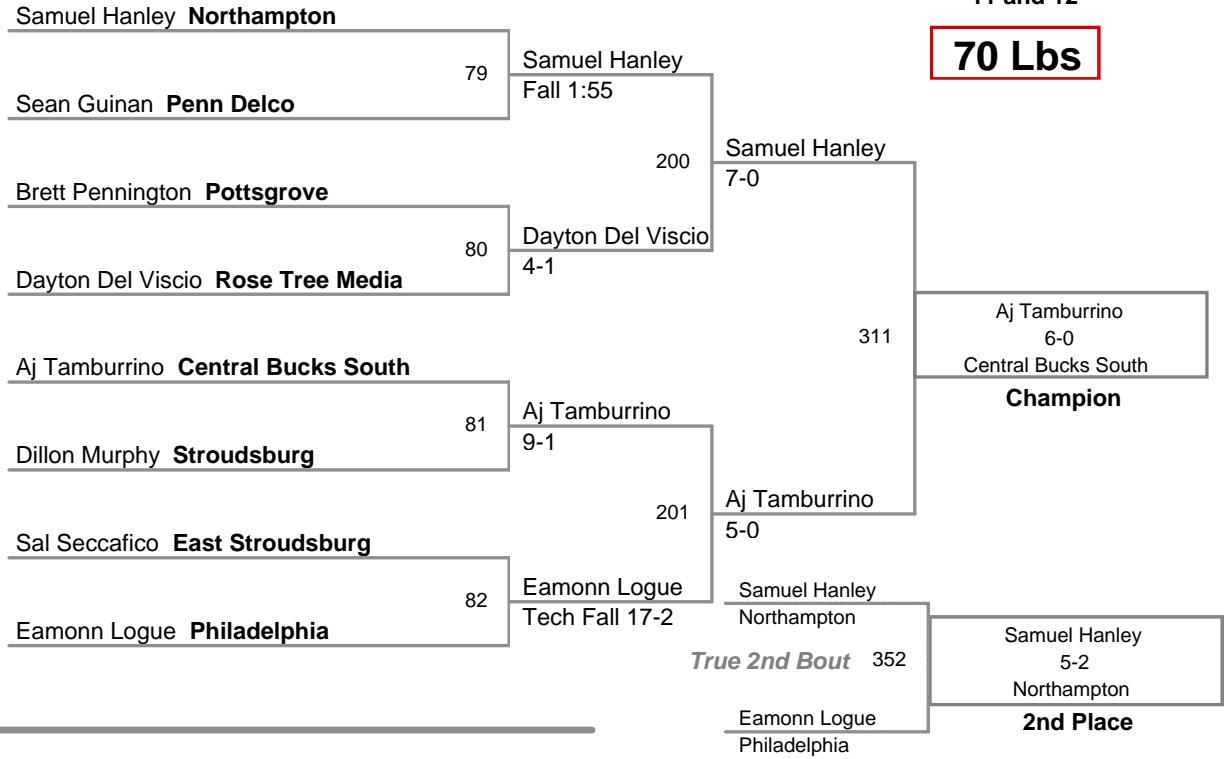 11 and 12
70 Lbs
Samuel Hanley Northampton
79
Sean Guinan Penn Delco
Samuel Hanley
Fall 1:55
Brett Pennington Pottsgrove
80
Dayton Del Viscio Rose Tree Media
Dayton Del Viscio
4-1
200
Samuel Hanley
7-0
Aj Tamburrino Central Bucks South
81
Dillon Murphy Stroudsburg
Aj Tamburrino
9-1
Sal Seccafico East Stroudsburg
82
Eamonn Logue Philadelphia
Eamonn Logue
Tech Fall 17-2
201
Aj Tamburrino
5-0
311
Aj Tamburrino
6-0
Central Bucks South
Champion
Samuel Hanley
Northampton
True 2nd Bout 352
Eamonn Logue
Philadelphia
Samuel Hanley
5-2
Northampton
2nd Place